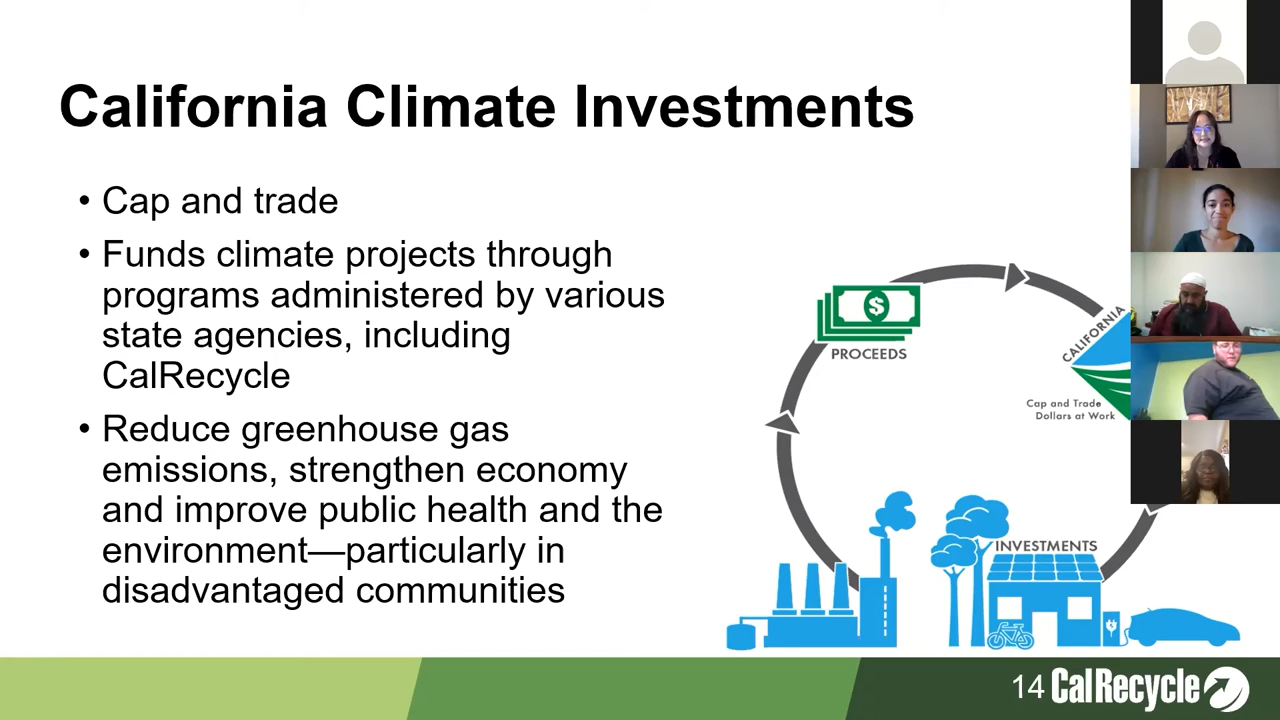 California Climate Investments
• Cap and trade
• Funds climate projects through
programs administered by various
state agencies, including
CalRecycle
• Reduce greenhouse gas
emissions, strengthen economy
and improve public health and the
environment—particularly in
disadvantaged communities
PROCEEDS
CALIFORNIA
Cap and Trade
Dollars at Work
INVESTMENTS
14 CalRecycle